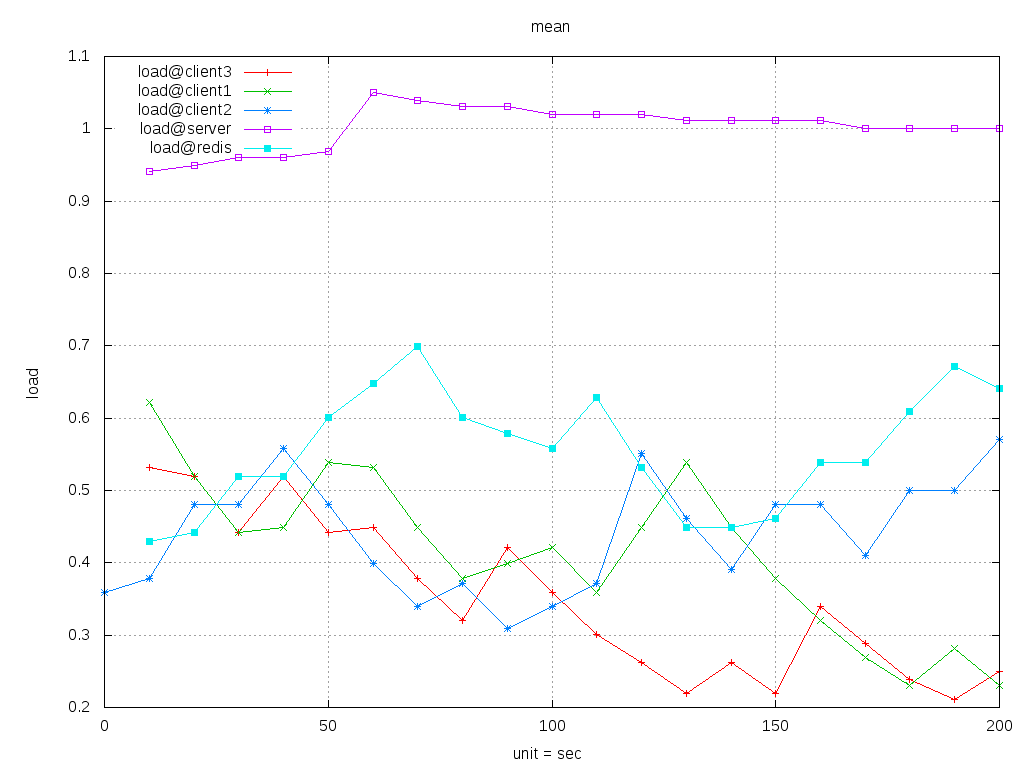 mean
1.1
1
0.9
0.8
0.7
0.6
0.5
0.4
0.3
0.2
load
load@client3
load@client1
load@client2
load@server
load@redis
0 50 100 150 200
unit = sec